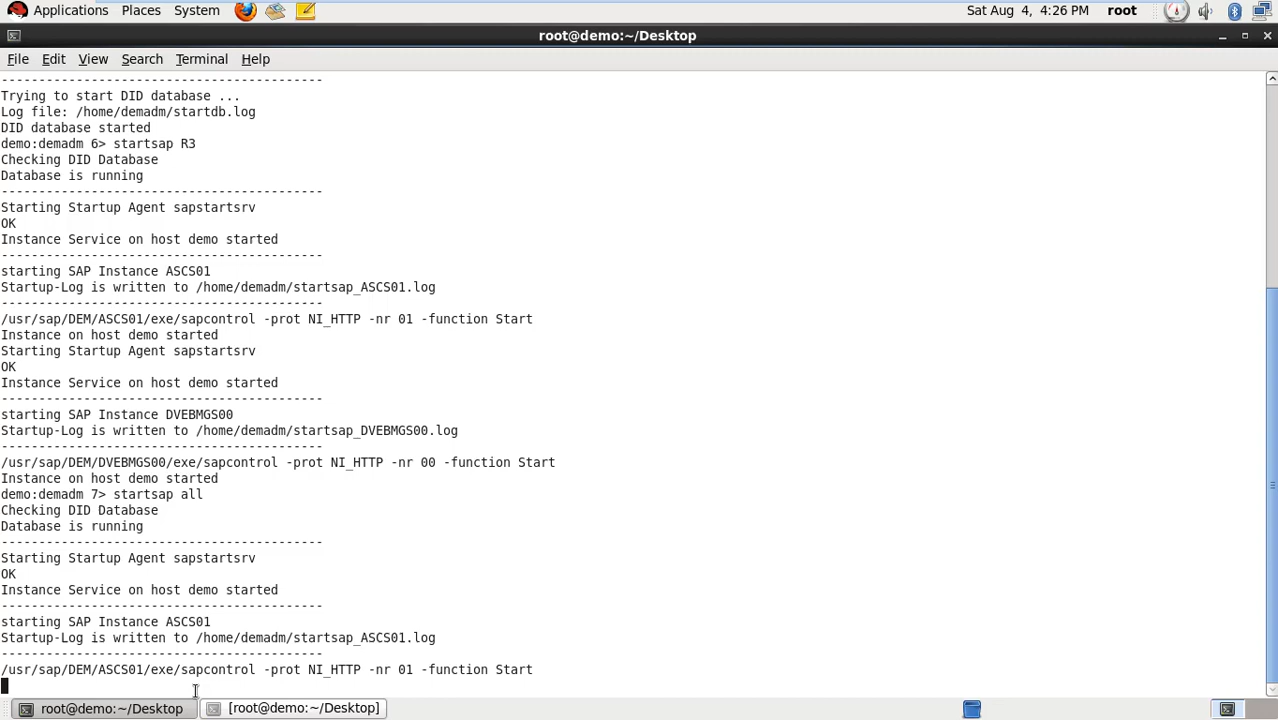 Applications Places System Sat Aug 4, 4:26 PM root
root@demo:~/Desktop
File Edit View Search Terminal Help
-------------------------------------------
Trying to start DID database ...
Log file: /home/demadm/startdb.log
DID database started
demo:demadm 6> startsap R3
Checking DID Database
Database is running
-------------------------------------------
Starting Startup Agent sapstartsrv
OK
Instance Service on host demo started
-------------------------------------------
starting SAP Instance ASCS01
Startup-Log is written to /home/demadm/startsap_ASCS01.log
-------------------------------------------
/usr/sap/DEM/ASCS01/exe/sapcontrol -prot NI_HTTP -nr 01 -function Start
Instance on host demo started
Starting Startup Agent sapstartsrv
OK
Instance Service on host demo started
-------------------------------------------
starting SAP Instance DVEBMGS00
Startup-Log is written to /home/demadm/startsap_DVEBMGS00.log
-------------------------------------------
/usr/sap/DEM/DVEBMGS00/exe/sapcontrol -prot NI_HTTP -nr 00 -function Start
Instance on host demo started
demo:demadm 7> startsap all
Checking DID Database
Database is running
-------------------------------------------
Starting Startup Agent sapstartsrv
OK
Instance Service on host demo started
-------------------------------------------
starting SAP Instance ASCS01
Startup-Log is written to /home/demadm/startsap_ASCS01.log
-------------------------------------------
/usr/sap/DEM/ASCS01/exe/sapcontrol -prot NI_HTTP -nr 01 -function Start
root@demo:~/Desktop [root@demo:~/Desktop]